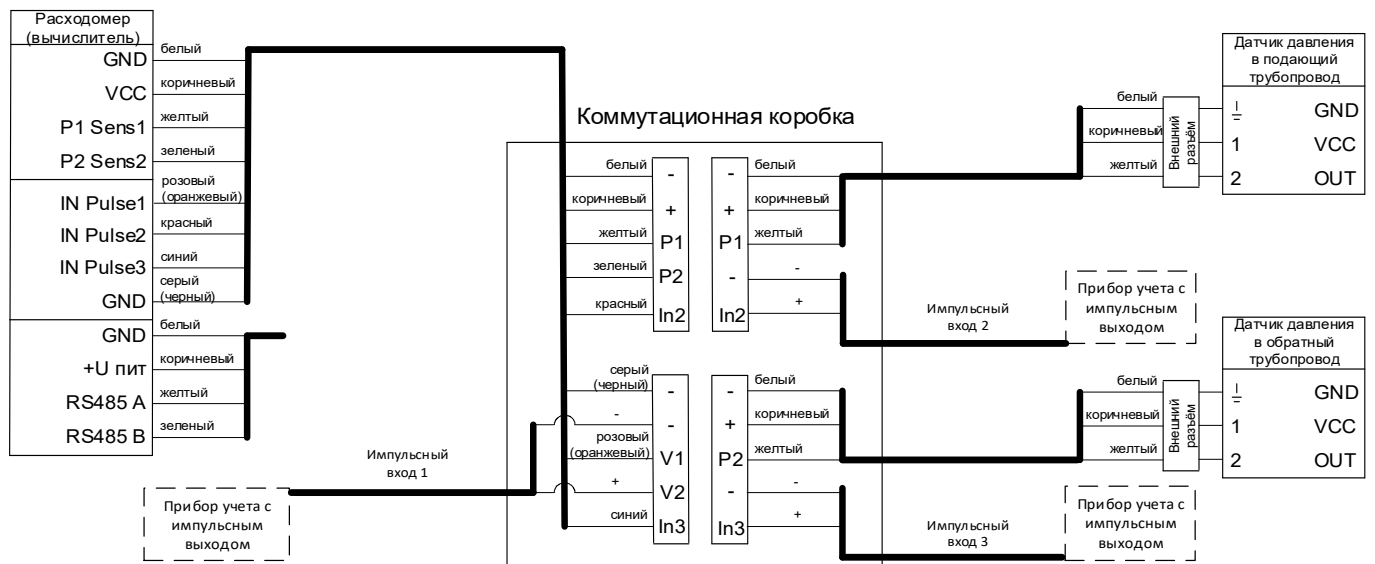 Расходомер
(вычислитель)
GND
белый
VCC
коричневый
P1 Sens1
желтый
P2 Sens2
зеленый
IN Pulse1
розовый
(оранжевый)
IN Pulse2
красный
IN Pulse3
синий
GND
серый
(черный)
GND
белый
+U пит
коричневый
RS485 A
желтый
RS485 B
зеленый
Импульсный
вход 1
Прибор учета с
импульсным
выходом
Коммутационная коробка
белый
-
коричневый
+
желтый
P1
зеленый
P2
красный
In2
-
белый
+
коричневый
P1
желтый
-
-
In2
+
серый
(черный)
-
-
-
розовый
(оранжевый)
V1
+
V2
синий
In3
-
белый
+
коричневый
P2
желтый
-
-
In3
+
Импульсный
вход 2
Прибор учета с
импульсным
выходом
Импульсный
вход 3
Прибор учета с
импульсным
выходом
Датчик давления
в подающий
трубопровод
белый
коричневый
желтый
Внешний
разъём
GND
1
VCC
2
OUT
Датчик давления
в обратный
трубопровод
белый
коричневый
желтый
Внешний
разъём
GND
1
VCC
2
OUT